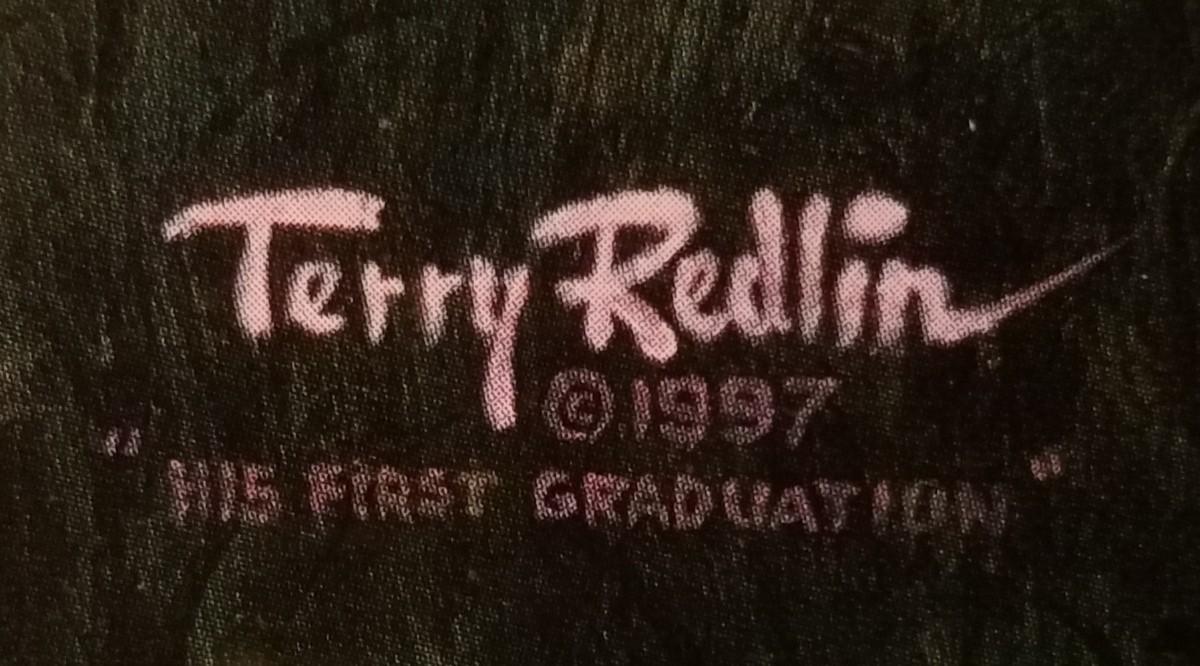 Terry Redlin
©1997
"HIS FIRST GRADUATION"